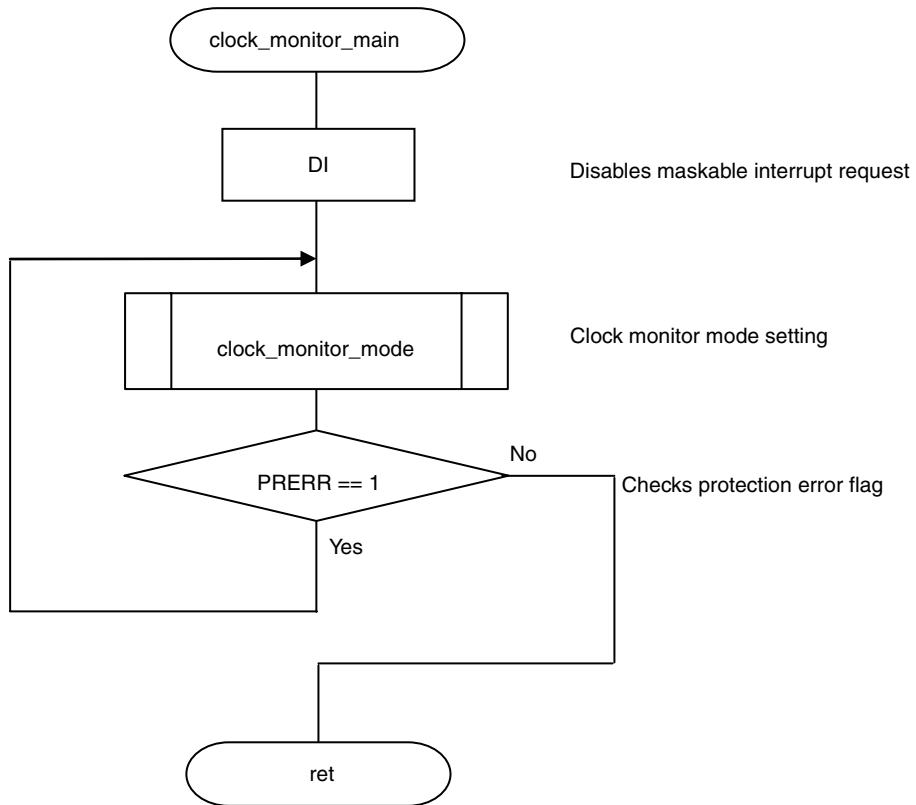 clock_monitor_main
DI
Disables maskable interrupt request
clock_monitor_mode
Clock monitor mode setting
PRERR == 1
No
Checks protection error flag
Yes
ret